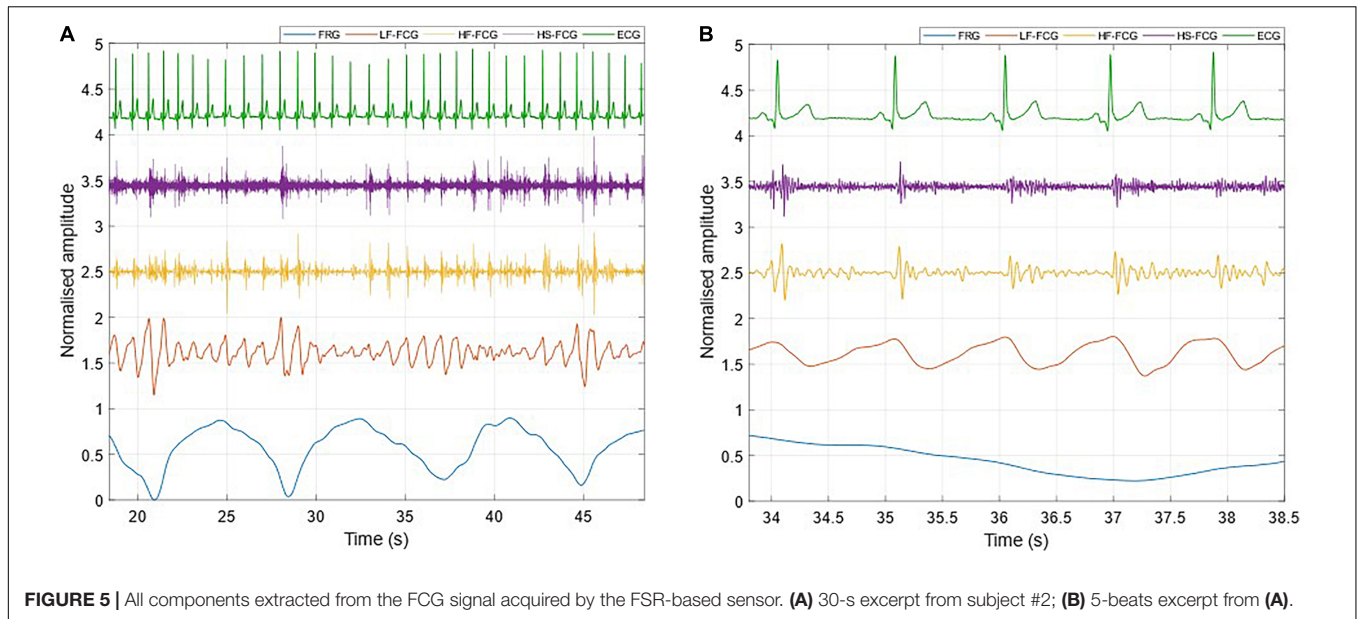 A
FRG LF-FCG HF-FCG HS-FCG ECG
5
4.5
4
3.5
3
2.5
2
1.5
1
0.5
0
Normalised amplitude
20 25 30 35 40 45
Time (s)
B
FRG LF-FCG HF-FCG HS-FCG ECG
5
4.5
4
3.5
3
2.5
2
1.5
1
0.5
0
Normalised amplitude
34 34.5 35 35.5 36 36.5 37 37.5 38 38.5
Time (s)
FIGURE 5 | All components extracted from the FCG signal acquired by the FSR-based sensor. (A) 30-s excerpt from subject #2; (B) 5-beats excerpt from (A).